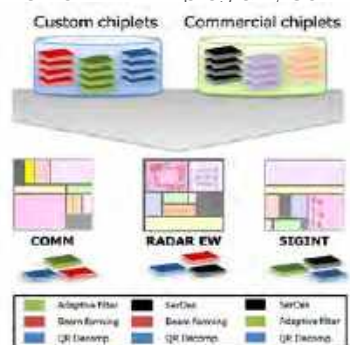 Custom chiplets Commercial chiplets
COMM RADAR EW SIGINT
Adaptive Filter SerDes SerDes
Beam Forming Beam Forming Adaptive Filter
QR Decomp. QR Decomp. QR Decomp.